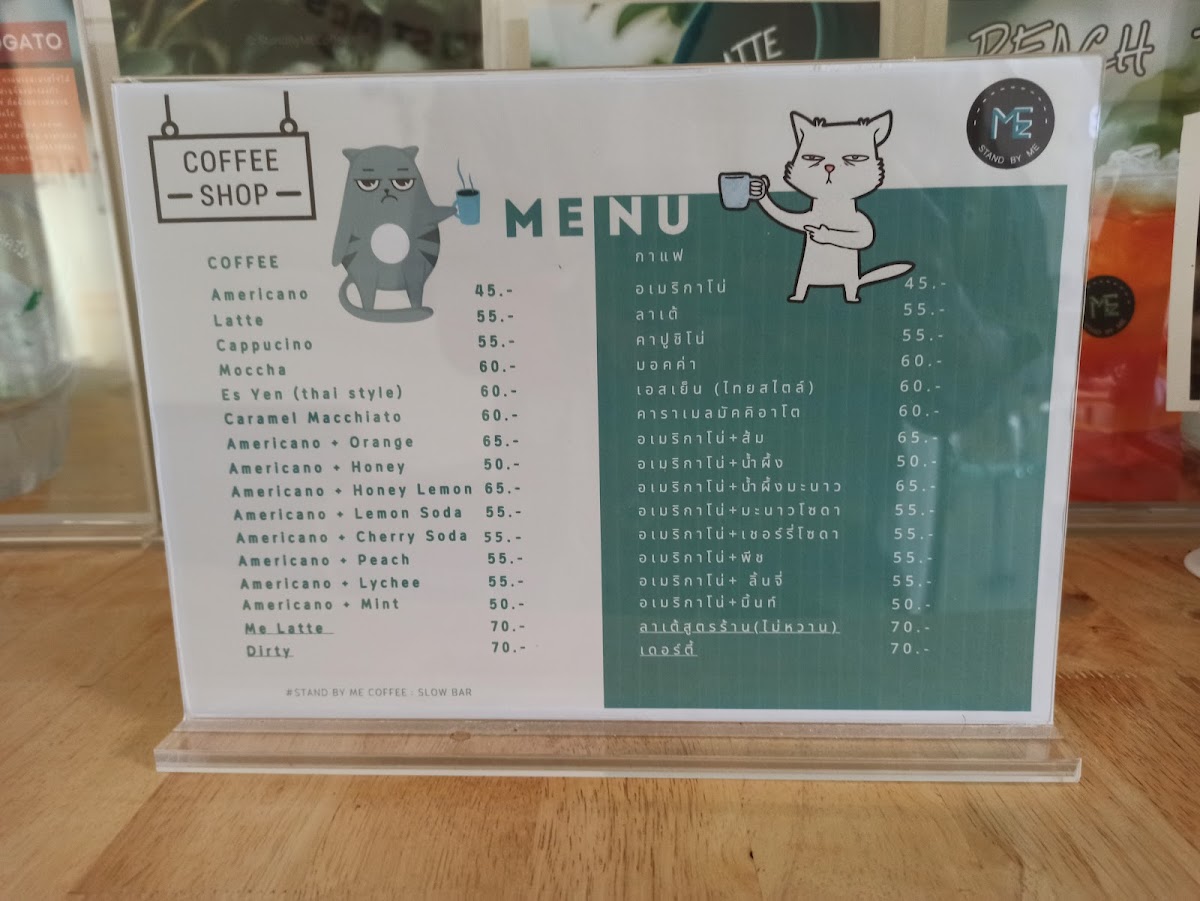 OGATO
© StandbyME
ATTE
PEACH
COFFEE
SHOP
MENU
ME
STAND BY ME
COFFEE
Americano 45.-
Latte 55.-
Cappucino 55.-
Moccha 60.-
Es Yen (thai style) 60.-
Caramel Macchiato 60.-
Americano + Orange 65.-
Americano + Honey 50.-
Americano + Honey Lemon 65.-
Americano + Lemon Soda 55.-
Americano + Cherry Soda 55.-
Americano + Peach 55.-
Americano + Lychee 55.-
Americano + Mint 50.-
Me Latte 70.-
Dirty 70.-
#STAND BY ME COFFEE : SLOW BAR
กาแฟ
อเมริกาโน่ 45.-
ลาเต้ 55.-
คาปูชิโน่ 55.-
มอคค่า 60.-
เอสเย็น (ไทยสไตล์) 60.-
คาราเมลมัคคิอาโต 60.-
อเมริกาโน่+ส้ม 65.-
อเมริกาโน่+น้ำผึ้ง 50.-
อเมริกาโน่+น้ำผึ้งมะนาว 65.-
อเมริกาโน่+มะนาวโซดา 55.-
อเมริกาโน่+เชอร์รี่โซดา 55.-
อเมริกาโน่+พีช 55.-
อเมริกาโน่+ ลิ้นจี่ 55.-
อเมริกาโน่+มิ้นท์ 50.-
ลาเต้สูตรร้าน(ไม่หวาน) 70.-
เดอร์ตี้ 70.-
ME
STAND BY ME